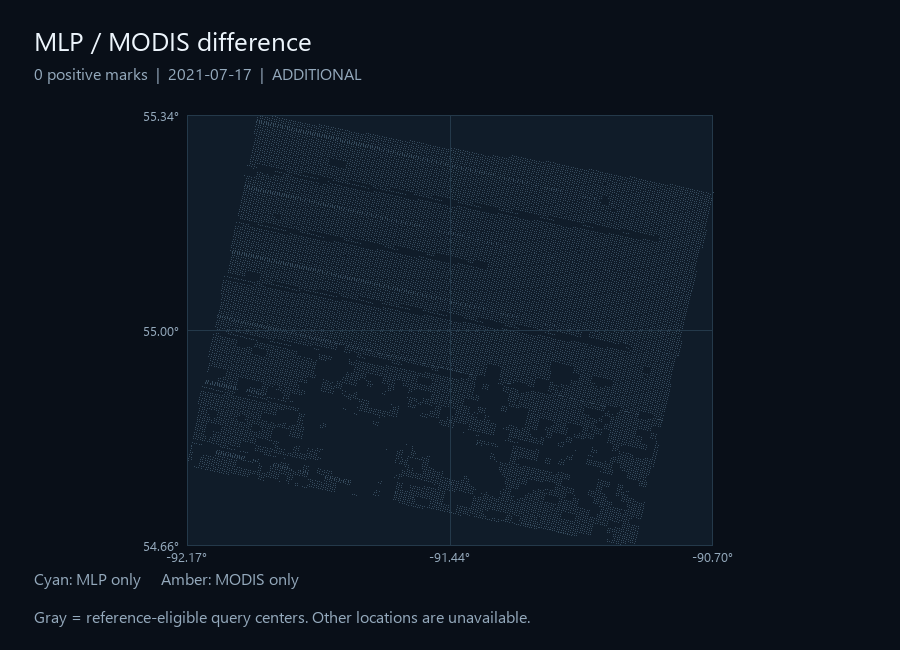 MLP / MODIS difference
0 positive marks | 2021-07-17 | ADDITIONAL
55.34°
55.00°
54.66°
-92.17° -91.44° -90.70°
Cyan: MLP only Amber: MODIS only
Gray = reference-eligible query centers. Other locations are unavailable.